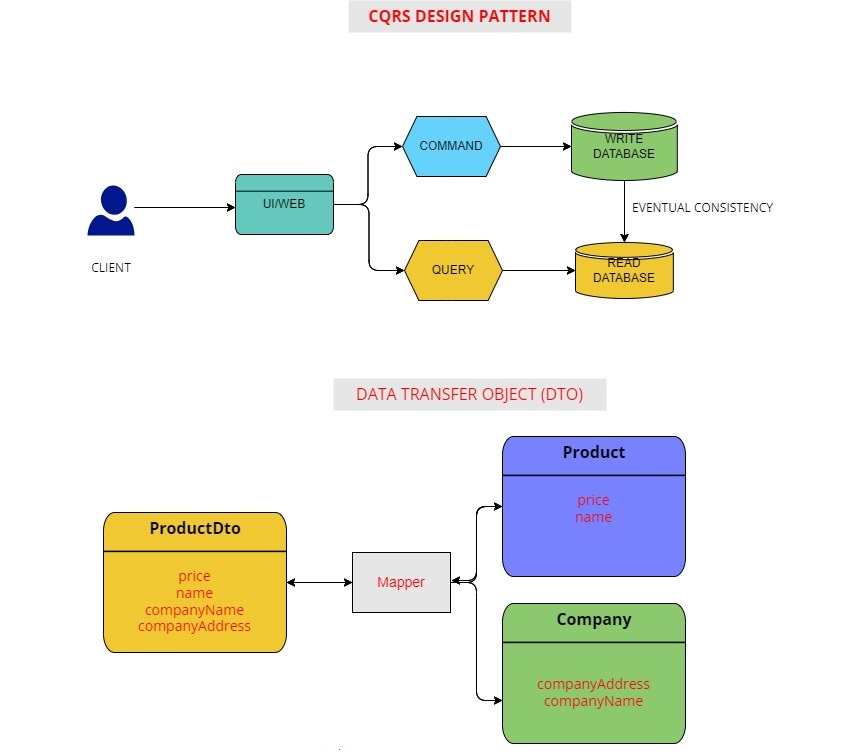 CQRS DESIGN PATTERN
COMMAND
WRITE
DATABASE
UI/WEB
EVENTUAL CONSISTENCY
CLIENT
QUERY
READ
DATABASE
DATA TRANSFER OBJECT (DTO)
Product
price
name
ProductDto
price
name
companyName
companyAddress
Mapper
Company
companyAddress
companyName